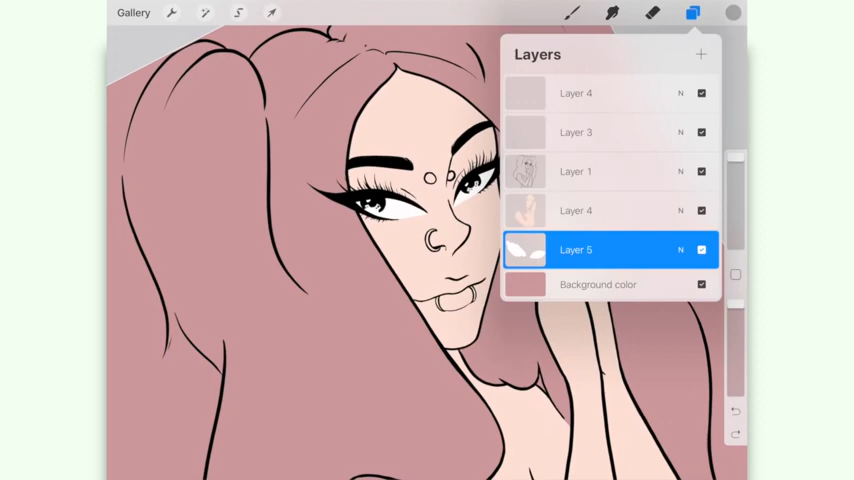 Gallery
Layers
Layer 4
N
Layer 3
N
Layer 1
N
Layer 4
N
Layer 5
N
Background color